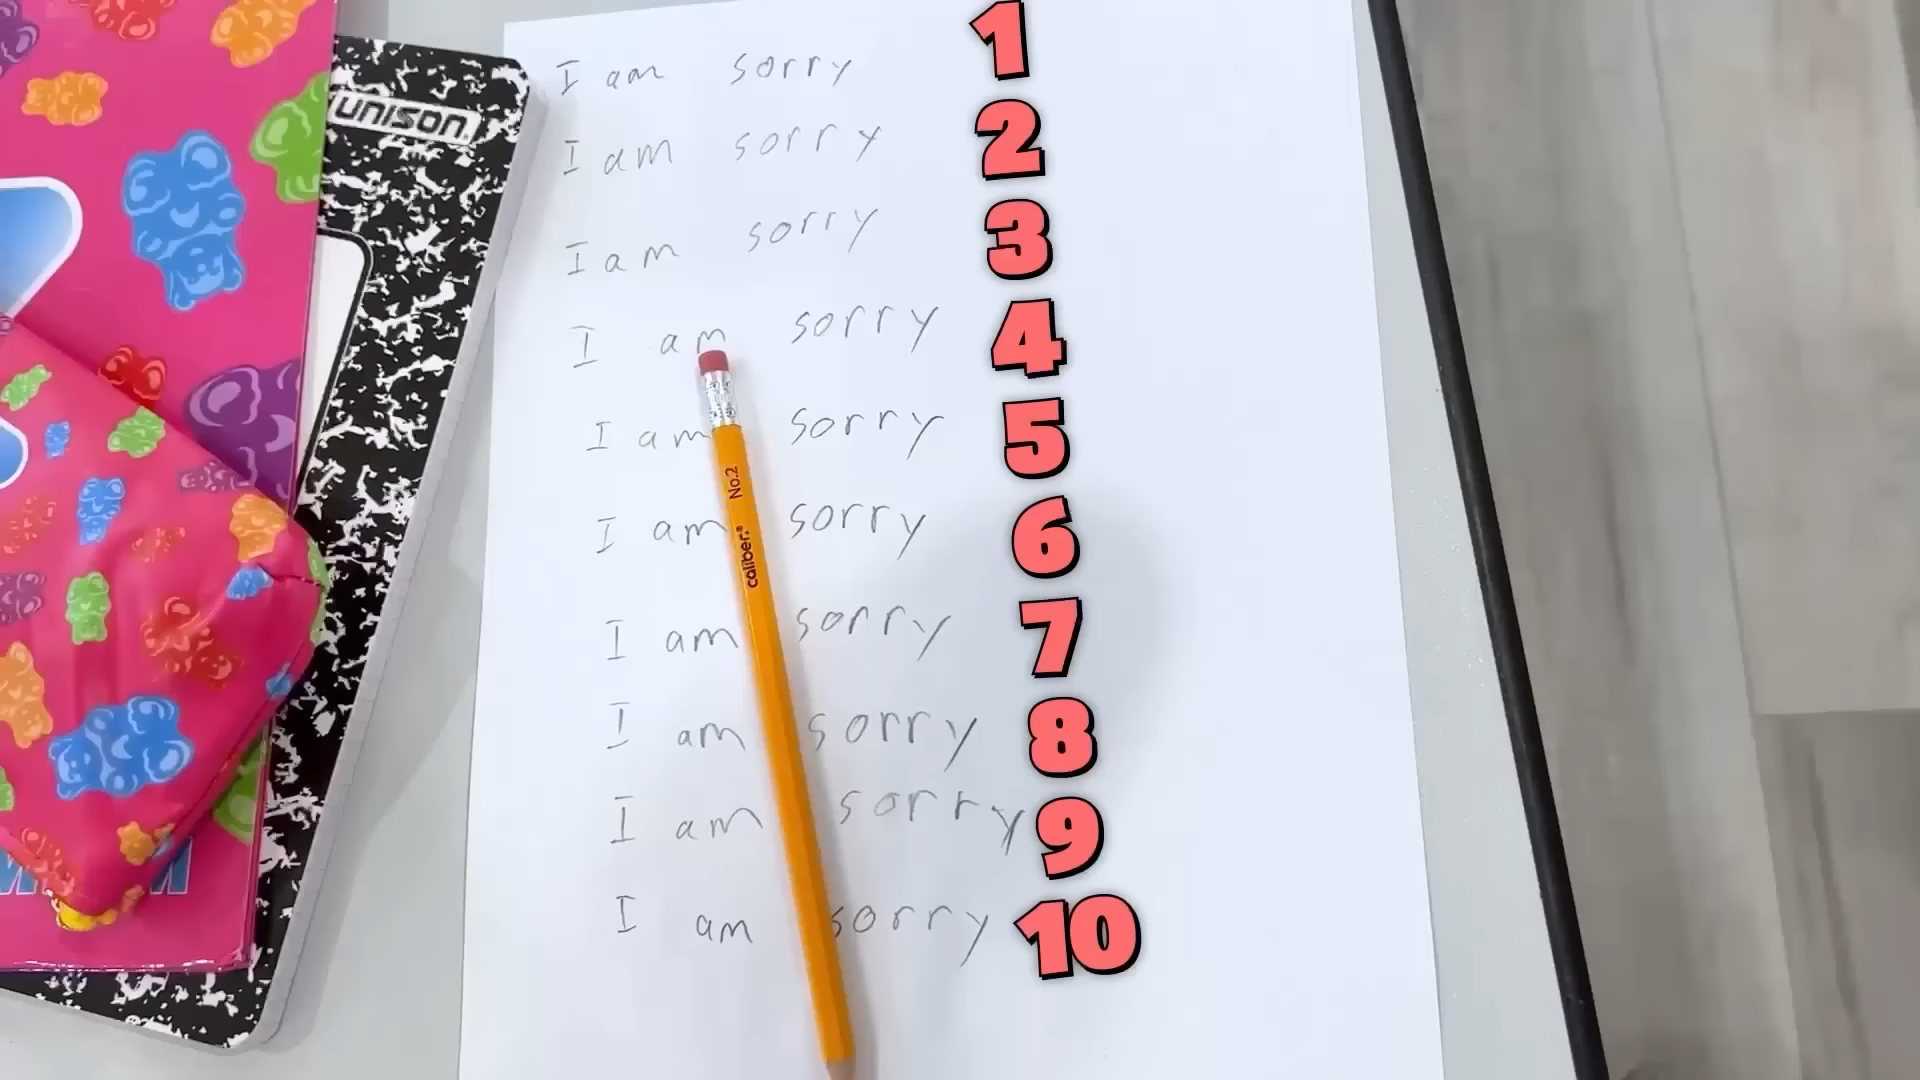 I am sorry 1
I am sorry 2
I am sorry 3
I am sorry 4
I am sorry 5
I am sorry 6
I am sorry 7
I am sorry 8
I am sorry 9
I am sorry 10
UNISON
No.2
caliber.®